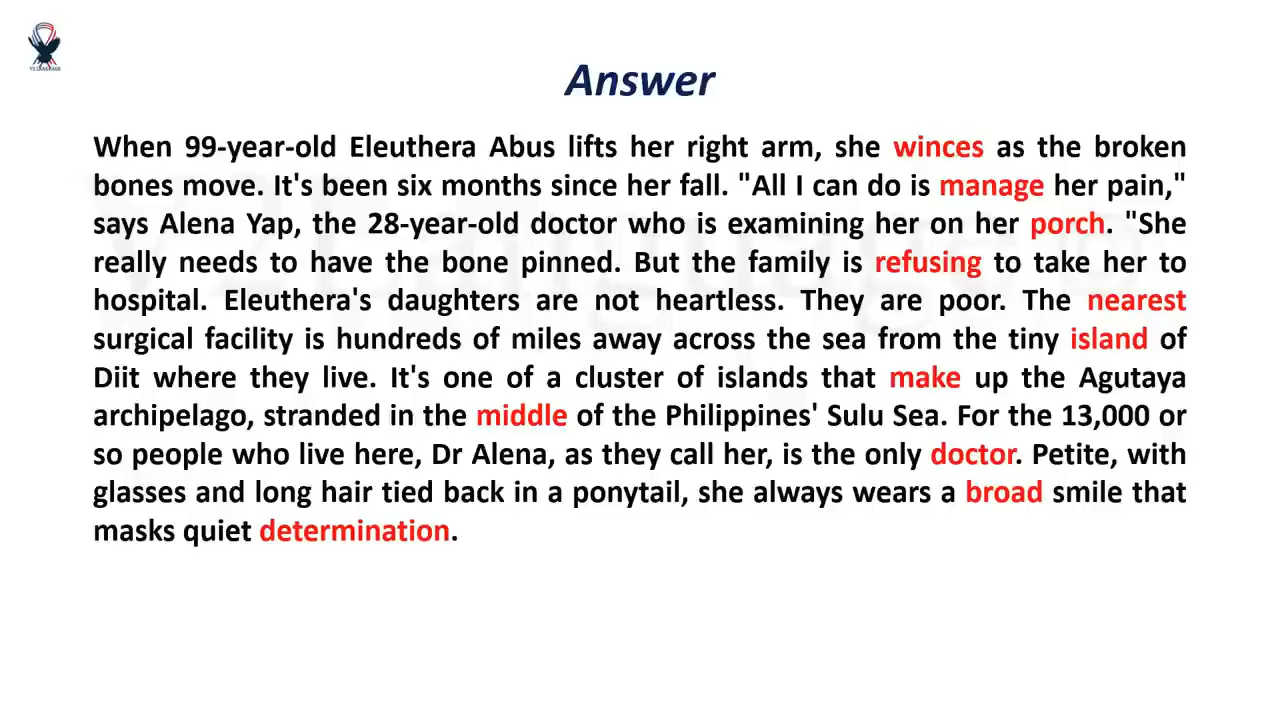 V2 LANGUAGE
Answer
When 99-year-old Eleuthera Abus lifts her right arm, she winces as the broken
bones move. It's been six months since her fall. "All I can do is manage her pain,"
says Alena Yap, the 28-year-old doctor who is examining her on her porch. "She
really needs to have the bone pinned. But the family is refusing to take her to
hospital. Eleuthera's daughters are not heartless. They are poor. The nearest
surgical facility is hundreds of miles away across the sea from the tiny island of
Diit where they live. It's one of a cluster of islands that make up the Agutaya
archipelago, stranded in the middle of the Philippines' Sulu Sea. For the 13,000 or
so people who live here, Dr Alena, as they call her, is the only doctor. Petite, with
glasses and long hair tied back in a ponytail, she always wears a broad smile that
masks quiet determination.